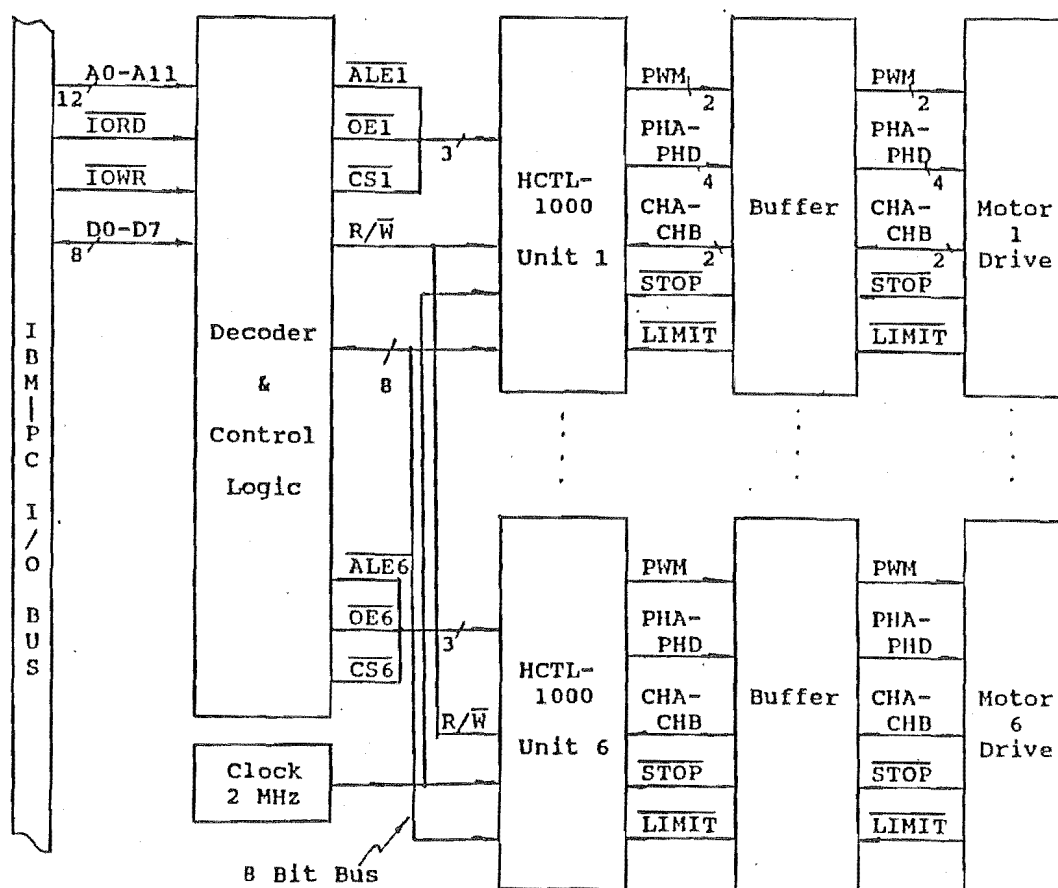 IBM-PC I/O BUS
A0-A11
12
IORD
IOWR
D0-D7
8
Decoder
&
Control
Logic
ALE1
OE1
CS1
3
R/W
8
ALE6
OE6
CS6
3
R/W
Clock
2 MHz
8 Bit Bus
HCTL-
1000
Unit 1
PWM
2
PHA-
PHD
4
CHA-
CHB
2
STOP
LIMIT
Buffer
PWM
2
PHA-
PHD
4
CHA-
CHB
2
STOP
LIMIT
Motor
1
Drive
HCTL-
1000
Unit 6
PWM
PHA-
PHD
CHA-
CHB
STOP
LIMIT
Buffer
PWM
PHA-
PHD
CHA-
CHB
STOP
LIMIT
Motor
6
Drive